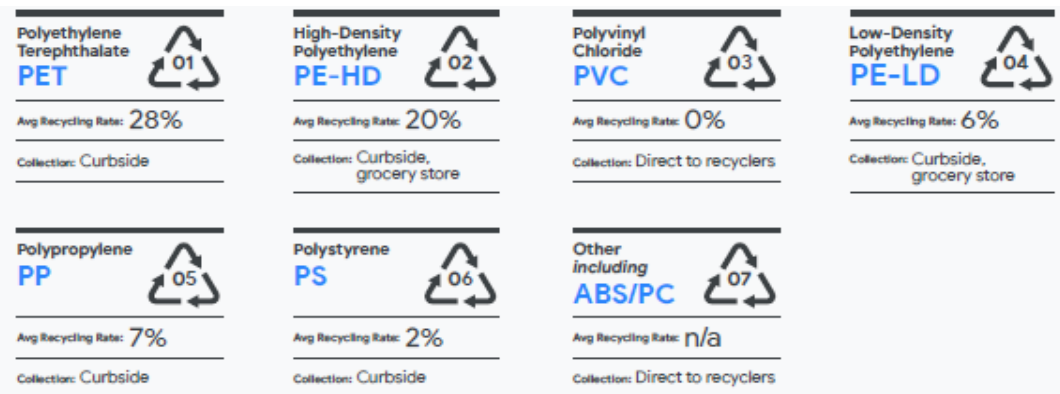 Polyethylene
Terephthalate
PET
01
Avg Recycling Rate: 28%
Collection: Curbside
High-Density
Polyethylene
PE-HD
02
Avg Recycling Rate: 20%
Collection: Curbside,
grocery store
Polyvinyl
Chloride
PVC
03
Avg Recycling Rate: 0%
Collection: Direct to recyclers
Low-Density
Polyethylene
PE-LD
04
Avg Recycling Rate: 6%
Collection: Curbside,
grocery store
Polypropylene
PP
05
Avg Recycling Rate: 7%
Collection: Curbside
Polystyrene
PS
06
Avg Recycling Rate: 2%
Collection: Curbside
Other
including
ABS/PC
07
Avg Recycling Rate: n/a
Collection: Direct to recyclers